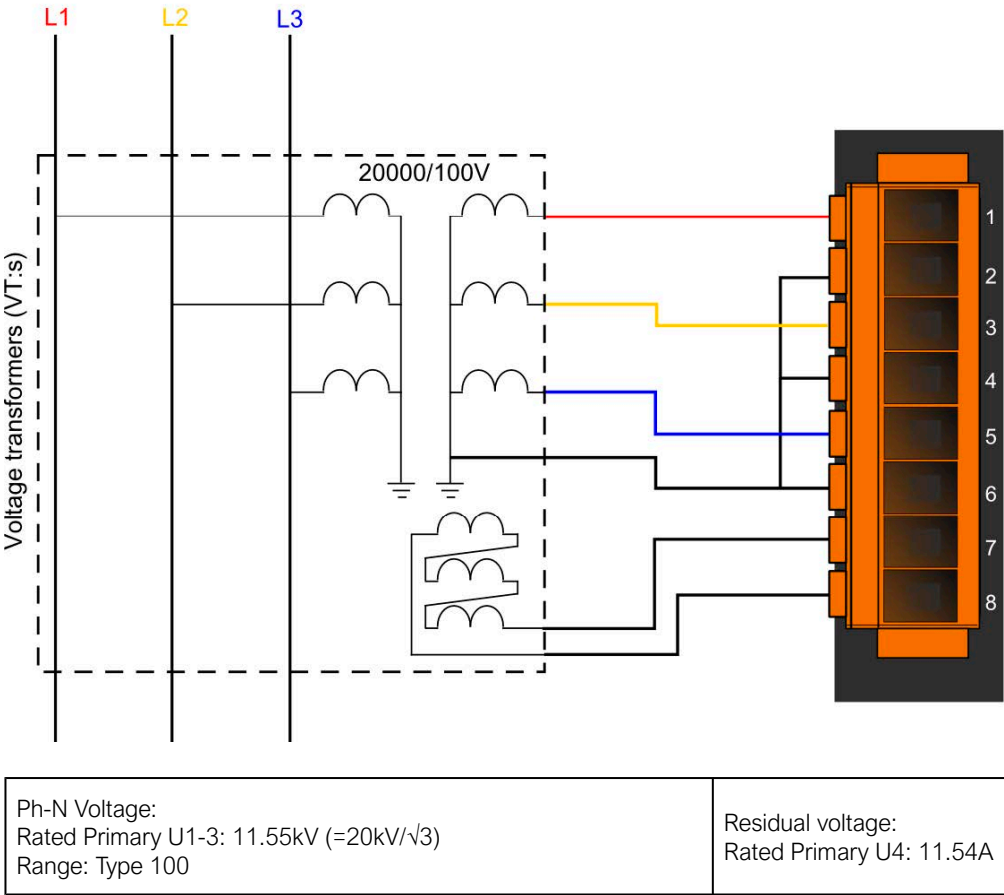 L1
L2
L3
20000/100V
Voltage transformers (VT:s)
1
2
3
4
5
6
7
8
Ph-N Voltage:
Rated Primary U1-3: 11.55kV (=20kV/√3)
Range: Type 100
Residual voltage:
Rated Primary U4: 11.54A